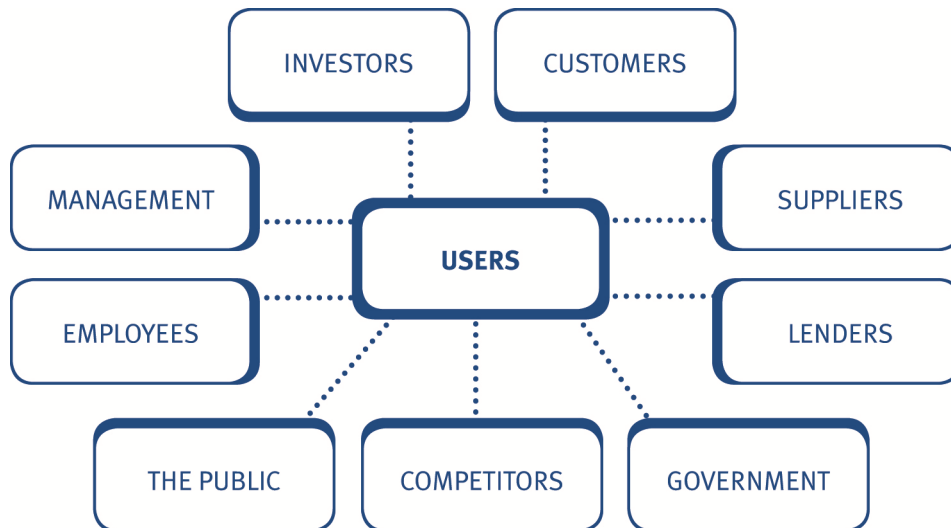 INVESTORS
CUSTOMERS
MANAGEMENT
SUPPLIERS
USERS
EMPLOYEES
LENDERS
THE PUBLIC
COMPETITORS
GOVERNMENT